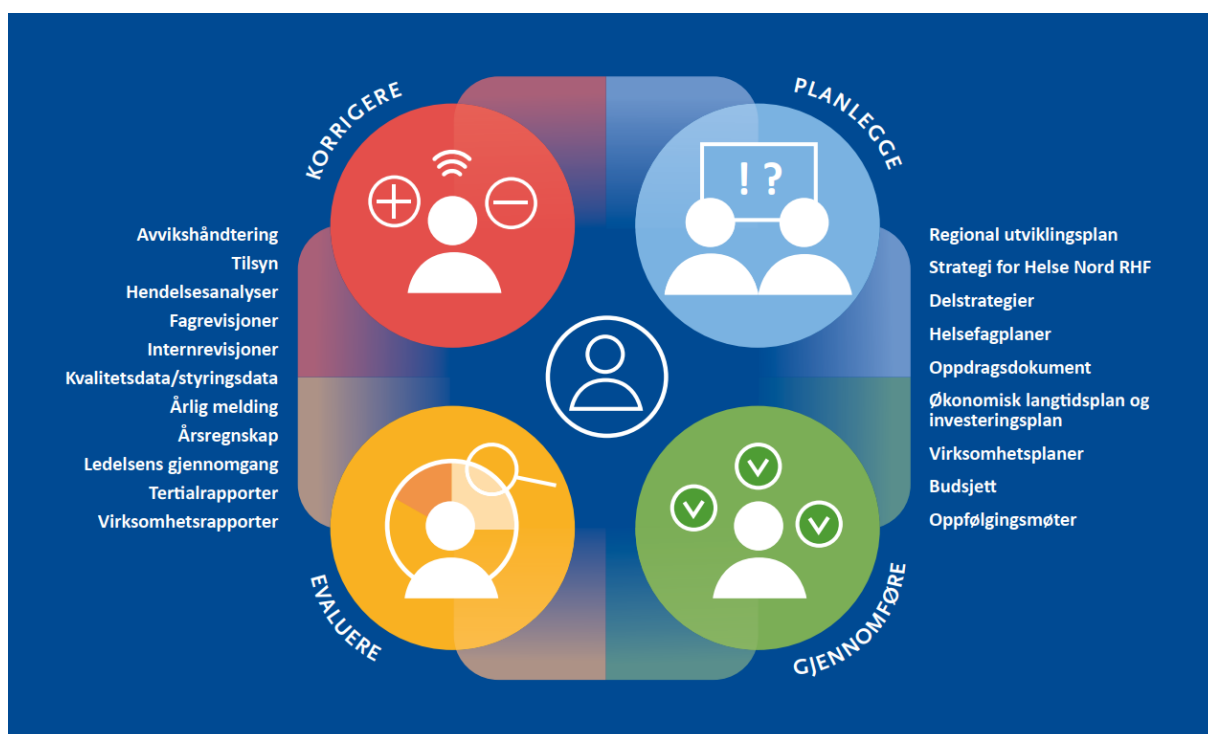 KORRIGERE
PLANLEGGE
! ?
Avvikshåndtering
Tilsyn
Hendelsesanalyser
Fagrevisjoner
Internrevisjoner
Kvalitetsdata/styringsdata
Årlig melding
Årsregnskap
Ledelsens gjennomgang
Tertialrapporter
Virksomhetsrapporter
Regional utviklingsplan
Strategi for Helse Nord RHF
Delstrategier
Helsefagplaner
Oppdragsdokument
Økonomisk langtidsplan og
investeringsplan
Virksomhetsplaner
Budsjett
Oppfølgingsmøter
EVALUERE
GJENNOMFØRE